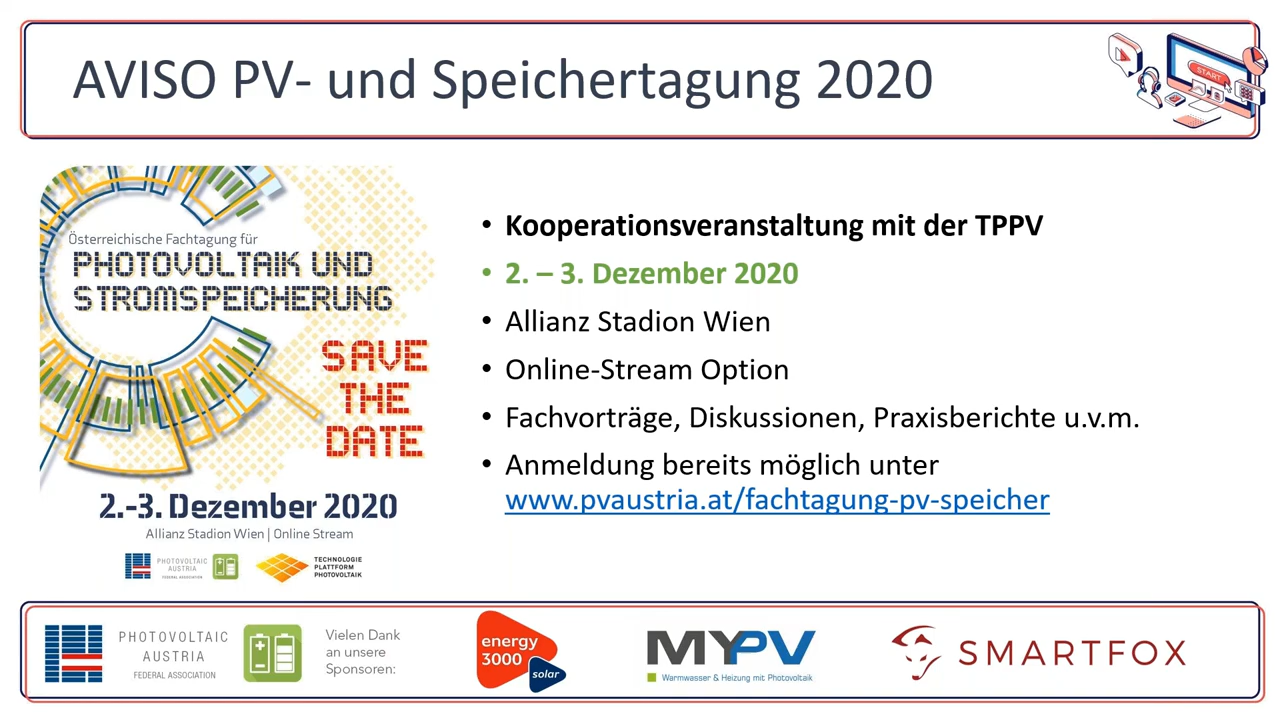 AVISO PV- und Speichertagung 2020
START
Österreichische Fachtagung für
PHOTOVOLTAIK UND
STROMSPEICHERUNG
SAVE
THE
DATE
2.-3. Dezember 2020
Allianz Stadion Wien | Online Stream
PHOTOVOLTAIC
AUSTRIA
FEDERAL ASSOCIATION
TECHNOLOGIE
PLATTFORM
PHOTOVOLTAIK
• Kooperationsveranstaltung mit der TPPV
• 2. – 3. Dezember 2020
• Allianz Stadion Wien
• Online-Stream Option
• Fachvorträge, Diskussionen, Praxisberichte u.v.m.
• Anmeldung bereits möglich unter
www.pvaustria.at/fachtagung-pv-speicher
PHOTOVOLTAIC
AUSTRIA
FEDERAL ASSOCIATION
Vielen Dank
an unsere
Sponsoren:
energy
3000
solar
MYPV
Warmwasser & Heizung mit Photovoltaik
SMARTFOX